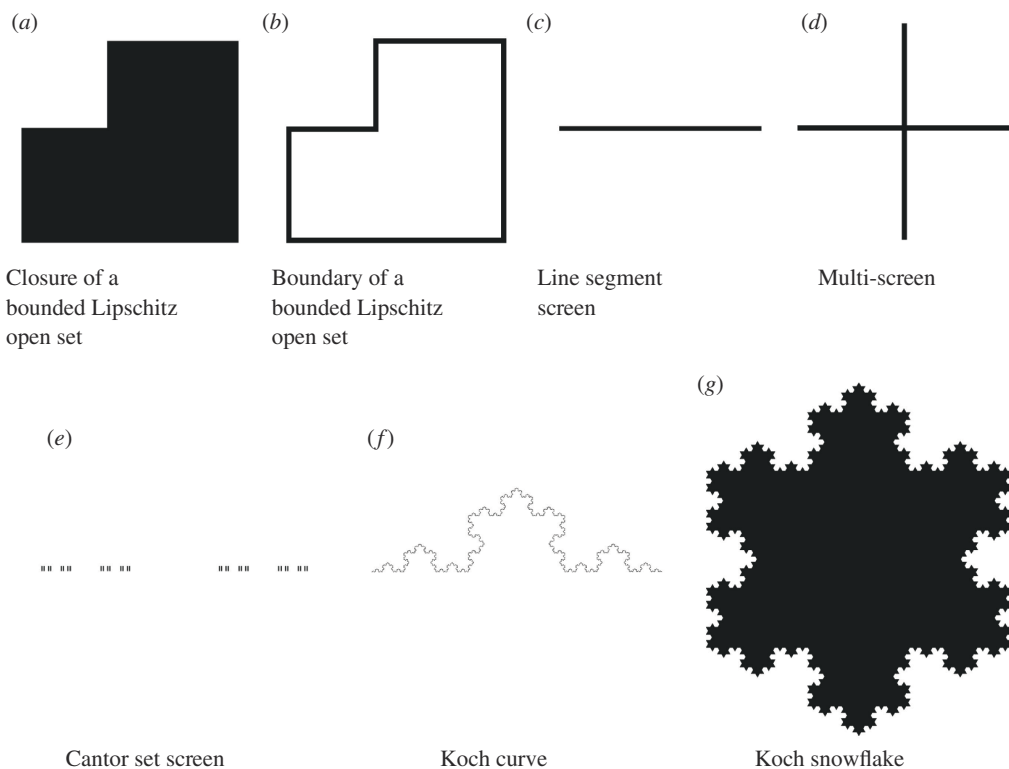 (a)
(b)
(c)
(d)
Closure of a
bounded Lipschitz
open set
Boundary of a
bounded Lipschitz
open set
Line segment
screen
Multi-screen
(e)
(f)
(g)
Cantor set screen
Koch curve
Koch snowflake